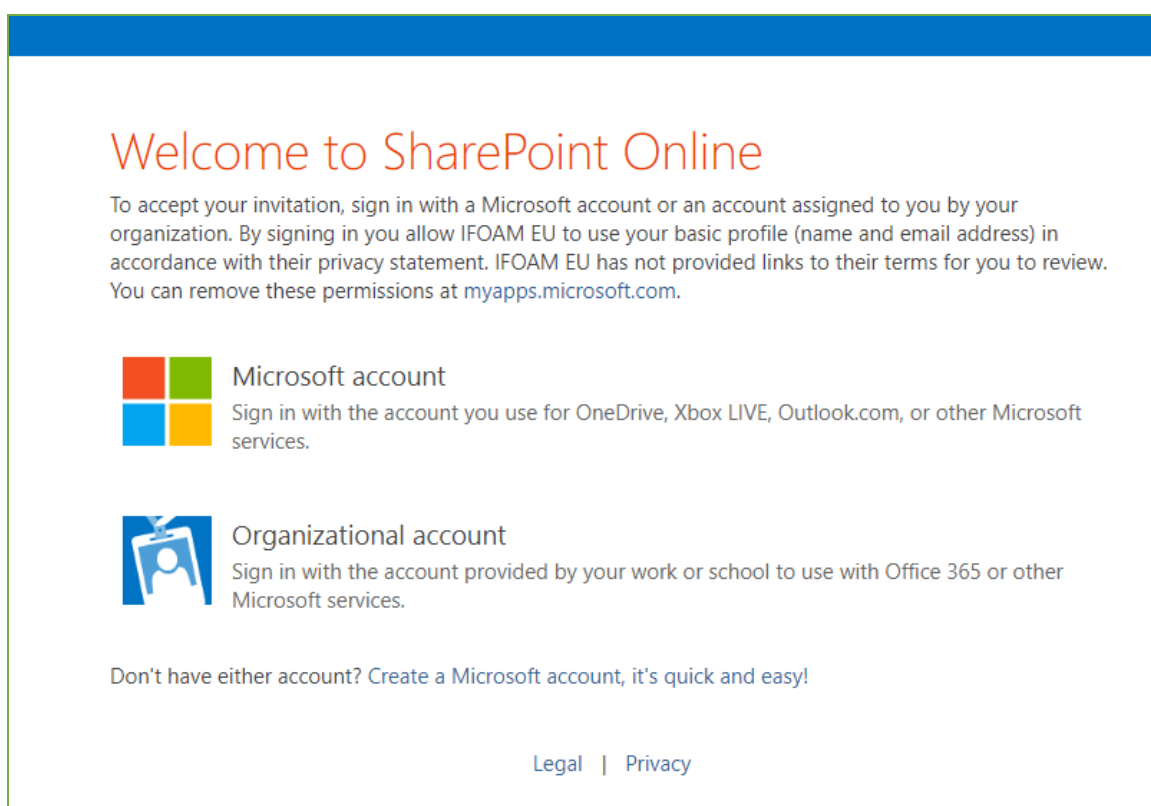 Welcome to SharePoint Online
To accept your invitation, sign in with a Microsoft account or an account assigned to you by your
organization. By signing in you allow IFOAM EU to use your basic profile (name and email address) in
accordance with their privacy statement. IFOAM EU has not provided links to their terms for you to review.
You can remove these permissions at myapps.microsoft.com.
Microsoft account
Sign in with the account you use for OneDrive, Xbox LIVE, Outlook.com, or other Microsoft
services.
Organizational account
Sign in with the account provided by your work or school to use with Office 365 or other
Microsoft services.
Don't have either account? Create a Microsoft account, it's quick and easy!
Legal | Privacy